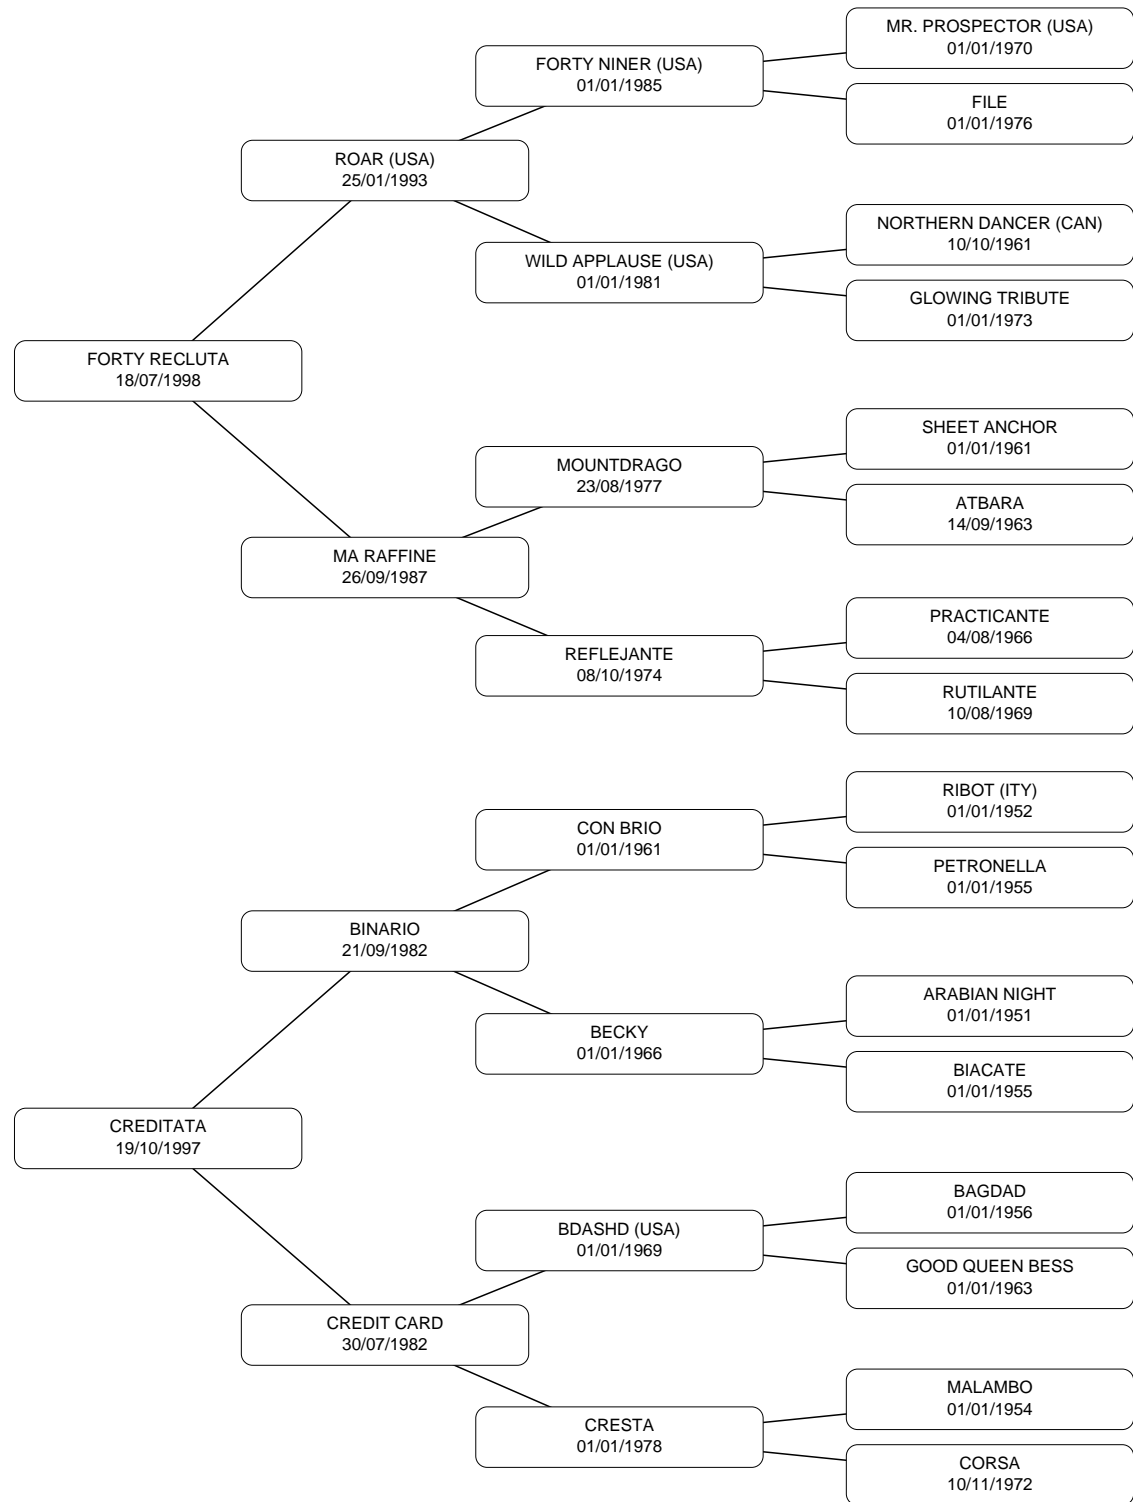 MR. PROSPECTOR (USA)
01/01/1970
FORTY NINER (USA)
01/01/1985
FILE
01/01/1976
ROAR (USA)
25/01/1993
NORTHERN DANCER (CAN)
10/10/1961
WILD APPLAUSE (USA)
01/01/1981
GLOWING TRIBUTE
01/01/1973
FORTY RECLUTA
18/07/1998
SHEET ANCHOR
01/01/1961
MOUNTDRAGO
23/08/1977
ATBARA
14/09/1963
MA RAFFINE
26/09/1987
PRACTICANTE
04/08/1966
REFLEJANTE
08/10/1974
RUTILANTE
10/08/1969
RIBOT (ITY)
01/01/1952
CON BRIO
01/01/1961
PETRONELLA
01/01/1955
BINARIO
21/09/1982
ARABIAN NIGHT
01/01/1951
BECKY
01/01/1966
BIACATE
01/01/1955
CREDITATA
19/10/1997
BAGDAD
01/01/1956
BDASHD (USA)
01/01/1969
GOOD QUEEN BESS
01/01/1963
CREDIT CARD
30/07/1982
MALAMBO
01/01/1954
CRESTA
01/01/1978
CORSA
10/11/1972